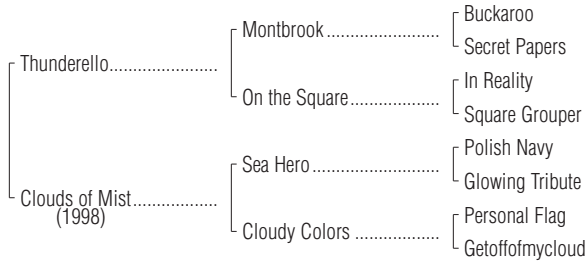 Buckaroo
Montbrook
Secret Papers
Thunderello
In Reality
On the Square
Square Grouper
Polish Navy
Sea Hero
Glowing Tribute
Clouds of Mist
(1998)
Personal Flag
Cloudy Colors
Getoffofmycloud